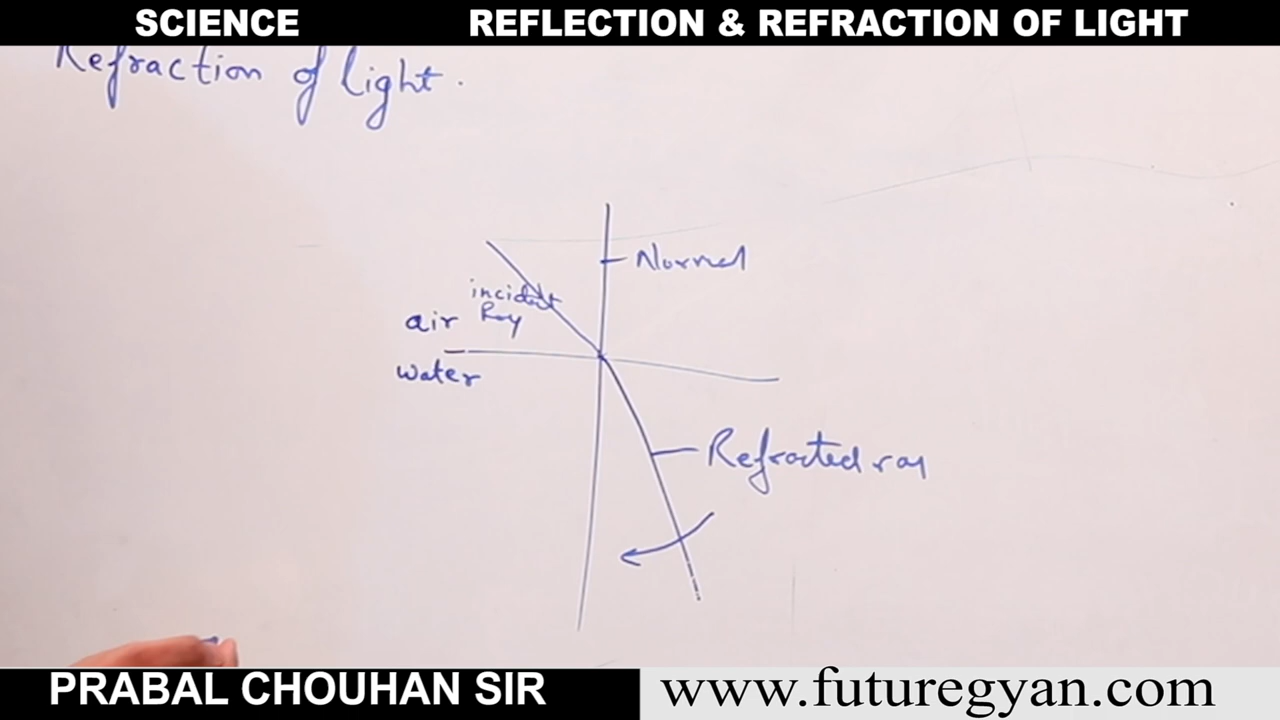 SCIENCE
REFLECTION & REFRACTION OF LIGHT
Refraction of light.
Normal
incident
Ray
air
water
Refracted ray
PRABAL CHOUHAN SIR
www.futuregyan.com